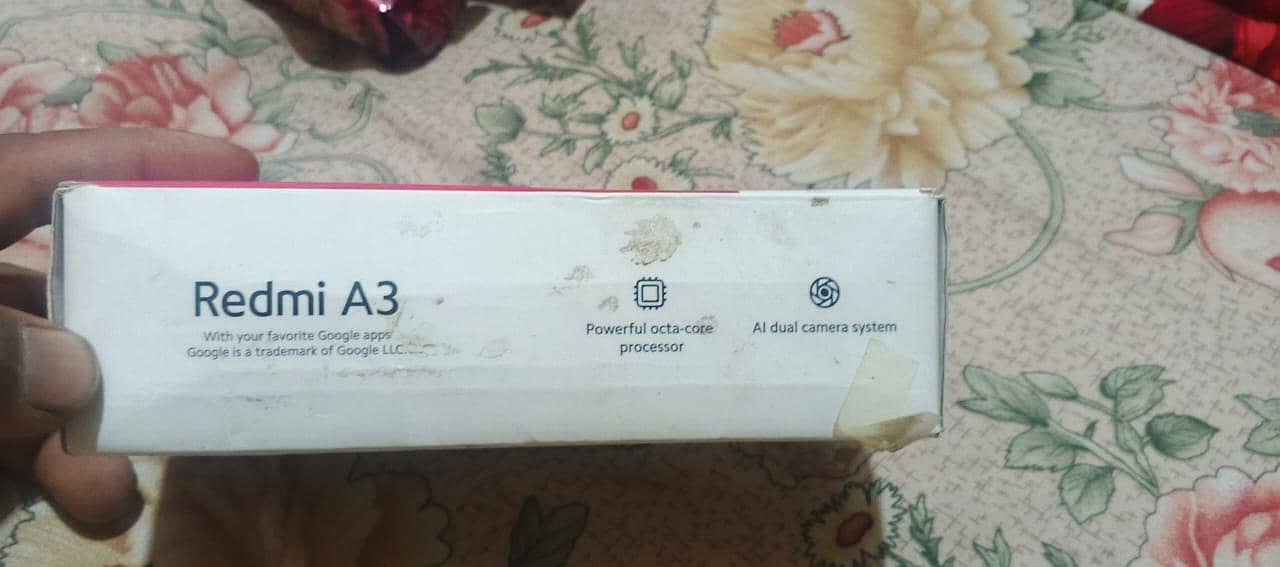 Redmi A3
With your favorite Google apps
Google is a trademark of Google LLC.
Powerful octa-core
processor
AI dual camera system